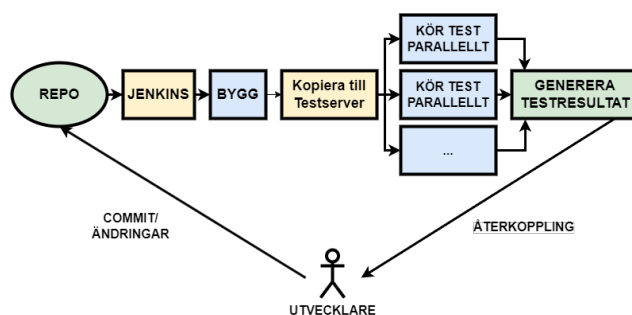 REPO
JENKINS
BYGG
Kopiera till
Testserver
KÖR TEST
PARALLELLT
KÖR TEST
PARALLELLT
...
GENERERA
TESTRESULTAT
COMMIT/
ÄNDRINGAR
ÅTERKOPPLING
UTVECKLARE